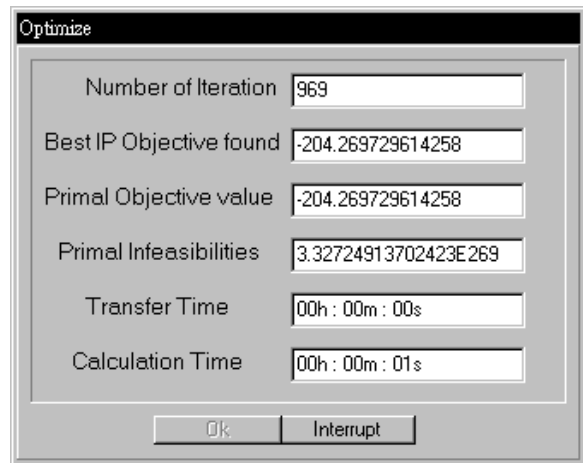 Optimize
Number of Iteration 969
Best IP Objective found -204.269729614258
Primal Objective value -204.269729614258
Primal Infeasibilities 3.32724913702423E269
Transfer Time 00h : 00m : 00s
Calculation Time 00h : 00m : 01s
Ok Interrupt